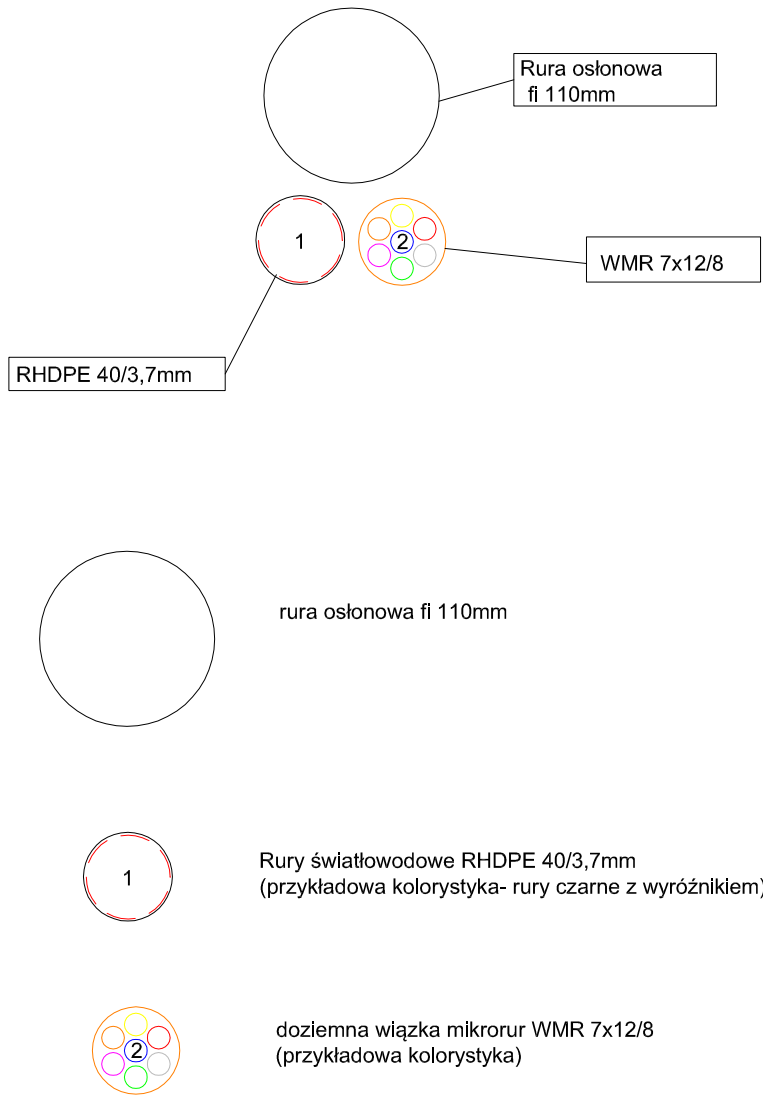 Rura osłonowa
fi 110mm
1
2
WMR 7x12/8
RHDPE 40/3,7mm
rura osłonowa fi 110mm
1
Rury światłowodowe RHDPE 40/3,7mm
(przykładowa kolorystyka- rury czarne z wyróźnikiem)
2
doziemna wiązka mikrorur WMR 7x12/8
(przykładowa kolorystyka)